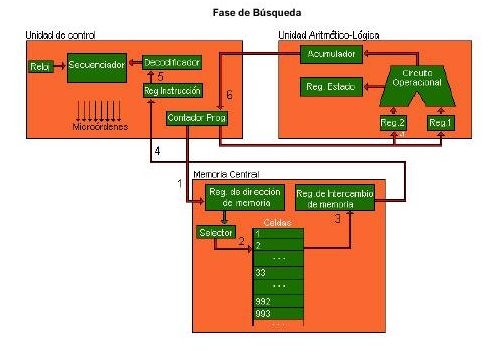 Fase de Búsqueda
Unidad de control
Unidad Aritmético-Lógica
Reloj
Secuenciador
Decodificador
5
Reg.Instrucción
Microórdenes
Contador Prog.
6
Acumulador
Reg. Estado
Circuito
Operacional
Reg.2
Reg.1
4
1
Memoria Central
Reg. de dirección
de memoria
Reg. de Intercambio
de memoria
Selector
2
3
Celdas
1
2
...
33
...
992
993